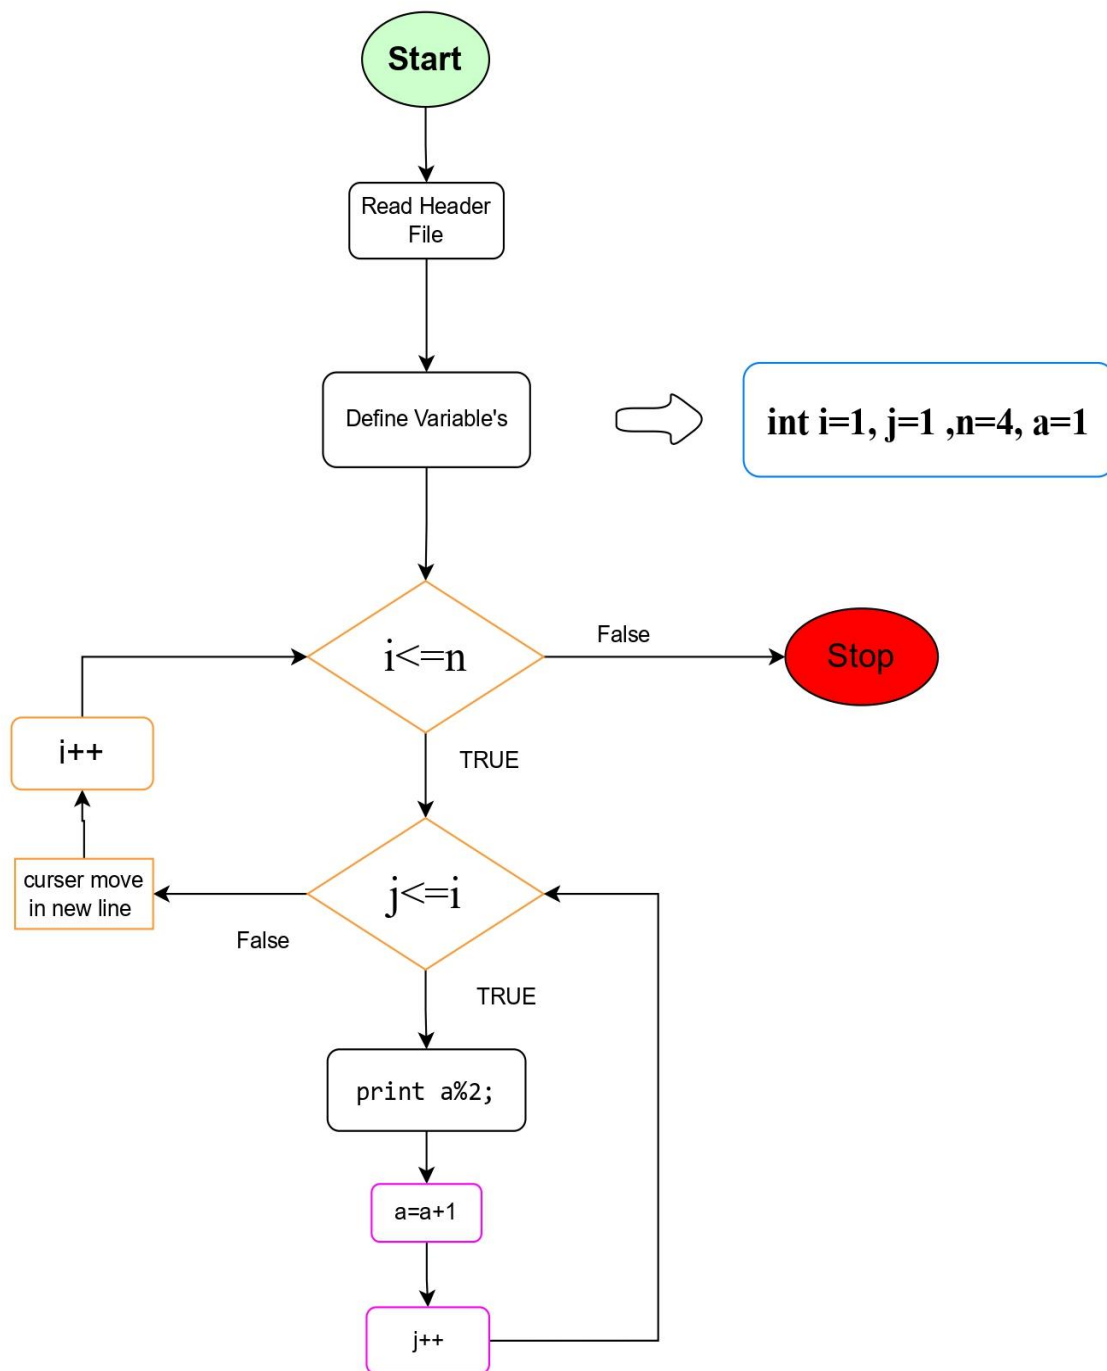 Start
Read Header
File
Define Variable's
int i=1, j=1 ,n=4, a=1
i<=n
False
Stop
TRUE
i++
j<=i
curser move
in new line
False
TRUE
print a%2;
a=a+1
j++